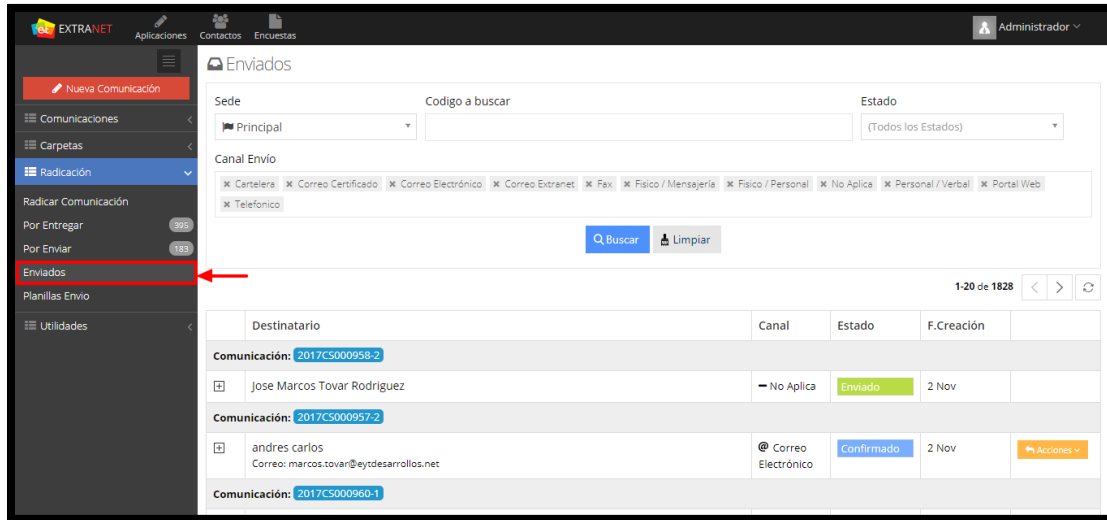 EXTRANET Aplicaciones Contactos Encuestas Administrador
Enviados
Nueva Comunicación
Sede Codigo a buscar Estado
Comunicaciones
Principal (Todos los Estados)
Carpetas
Canal Envío
Radicación
Cartelera Correo Certificado Correo Electrónico Correo Extranet Fax Fisico / Mensajería Fisico / Personal No Aplica Personal / Verbal Portal Web
Telefonico
Radicar Comunicación
Por Entregar 395
Por Enviar 183
Buscar Limpiar
Enviados
Planillas Envio
1-20 de 1828
Utilidades
Destinatario Canal Estado F.Creación
Comunicación: 2017CS000958-2
Jose Marcos Tovar Rodriguez No Aplica Enviado 2 Nov
Comunicación: 2017CS000957-2
andres carlos @ Correo Electrónico Confirmado 2 Nov Acciones
Correo: marcos.tovar@eytdesarrollos.net
Comunicación: 2017CS000960-1